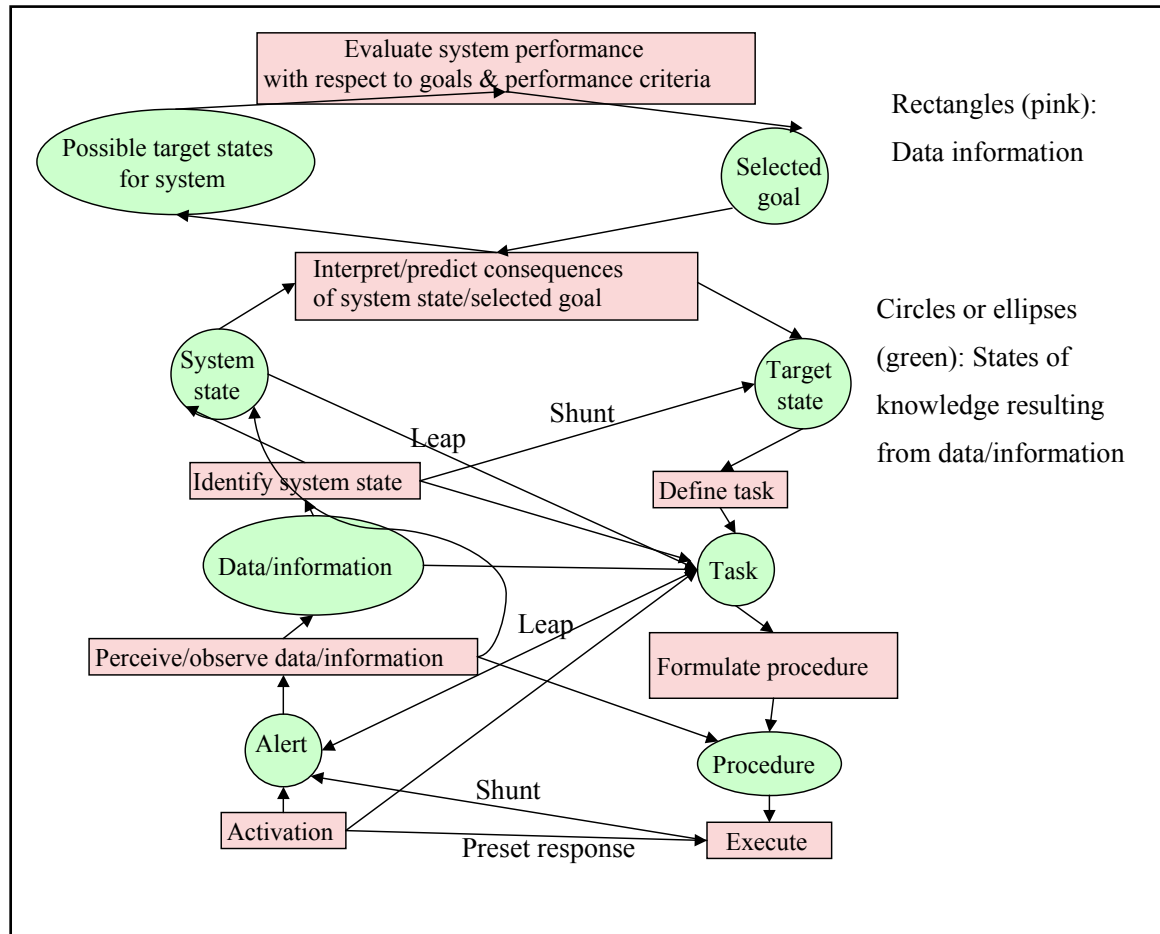 Evaluate system performance
with respect to goals & performance criteria
Rectangles (pink):
Data information
Possible target states
for system
Selected
goal
Interpret/predict consequences
of system state/selected goal
Circles or ellipses
(green): States of
knowledge resulting
from data/information
System
state
Target
state
Shunt
Leap
Identify system state
Define task
Data/information
Task
Leap
Perceive/observe data/information
Formulate procedure
Alert
Procedure
Shunt
Activation
Preset response
Execute